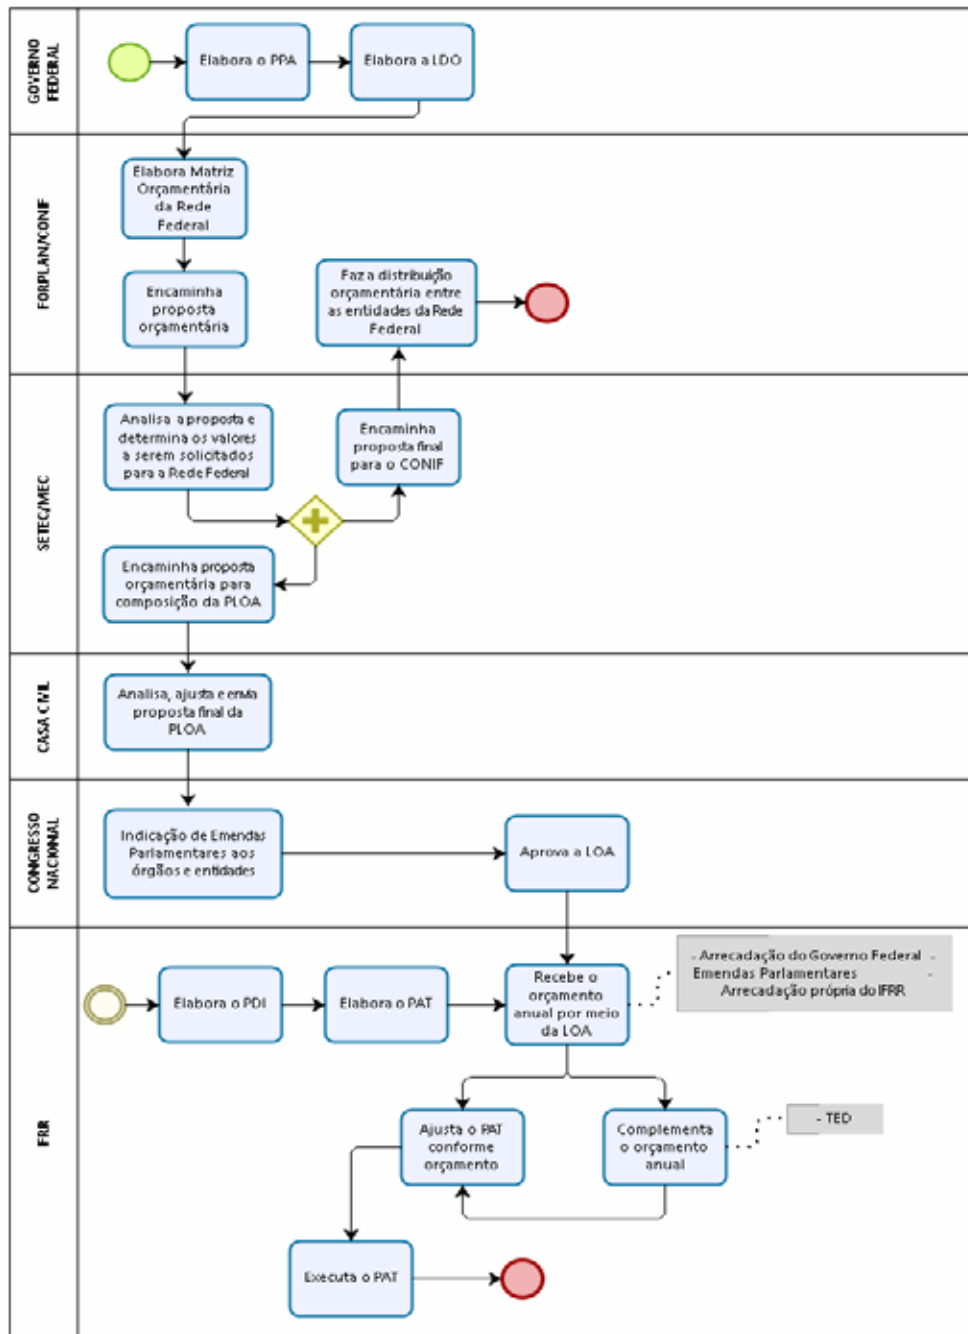 GOVERNO
FEDERAL
Elabora o PPA
Elabora a LDO
FORPLAN/CONIF
Elabora Matriz
Orçamentária
da Rede
Federal
Encaminha
proposta
orçamentária
Faz a distribuição
orçamentária entre
as entidades da Rede
Federal
SETEC/MEC
Analisa a proposta e
determina os valores
a serem solicitados
para a Rede Federal
Encaminha
proposta final
para o CONIF
Encaminha proposta
orçamentária para
composição da PLOA
CASA CIVIL
Analisa, ajusta e envia
proposta final da
PLOA
CONGRESSO
NACIONAL
Indicação de Emendas
Parlamentares aos
órgãos e entidades
Aprova a LOA
IFRR
Elabora o PDI
Elabora o PAT
Recebe o
orçamento
anual por meio
da LOA
- Arrecadação do Governo Federal -
Emendas Parlamentares -
Arrecadação própria do IFRR
Ajusta o PAT
conforme
orçamento
Complementa
o orçamento
anual
- TED
Executa o PAT